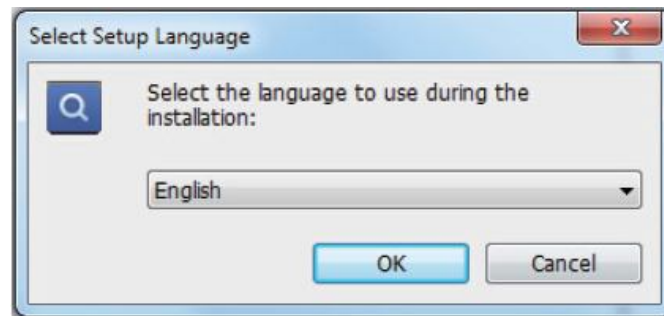 Select Setup Language
Select the language to use during the
installation:
English
OK
Cancel